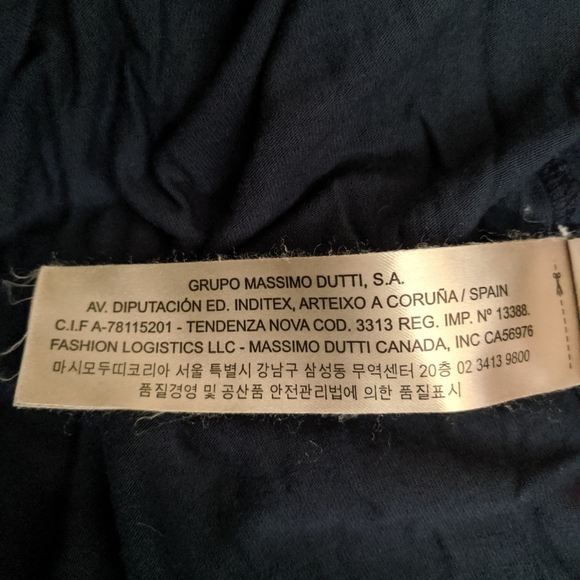 GRUPO MASSIMO DUTTI, S.A.
AV. DIPUTACIÓN ED. INDITEX, ARTEIXO A CORUÑA / SPAIN
C.I.F A-78115201 - TENDENZA NOVA COD. 3313 REG. IMP. Nº 13388.
FASHION LOGISTICS LLC - MASSIMO DUTTI CANADA, INC CA56976
마시모두띠코리아 서울 특별시 강남구 삼성동 무역센터 20층 02 3413 9800
품질경영 및 공산품 안전관리법에 의한 품질표시